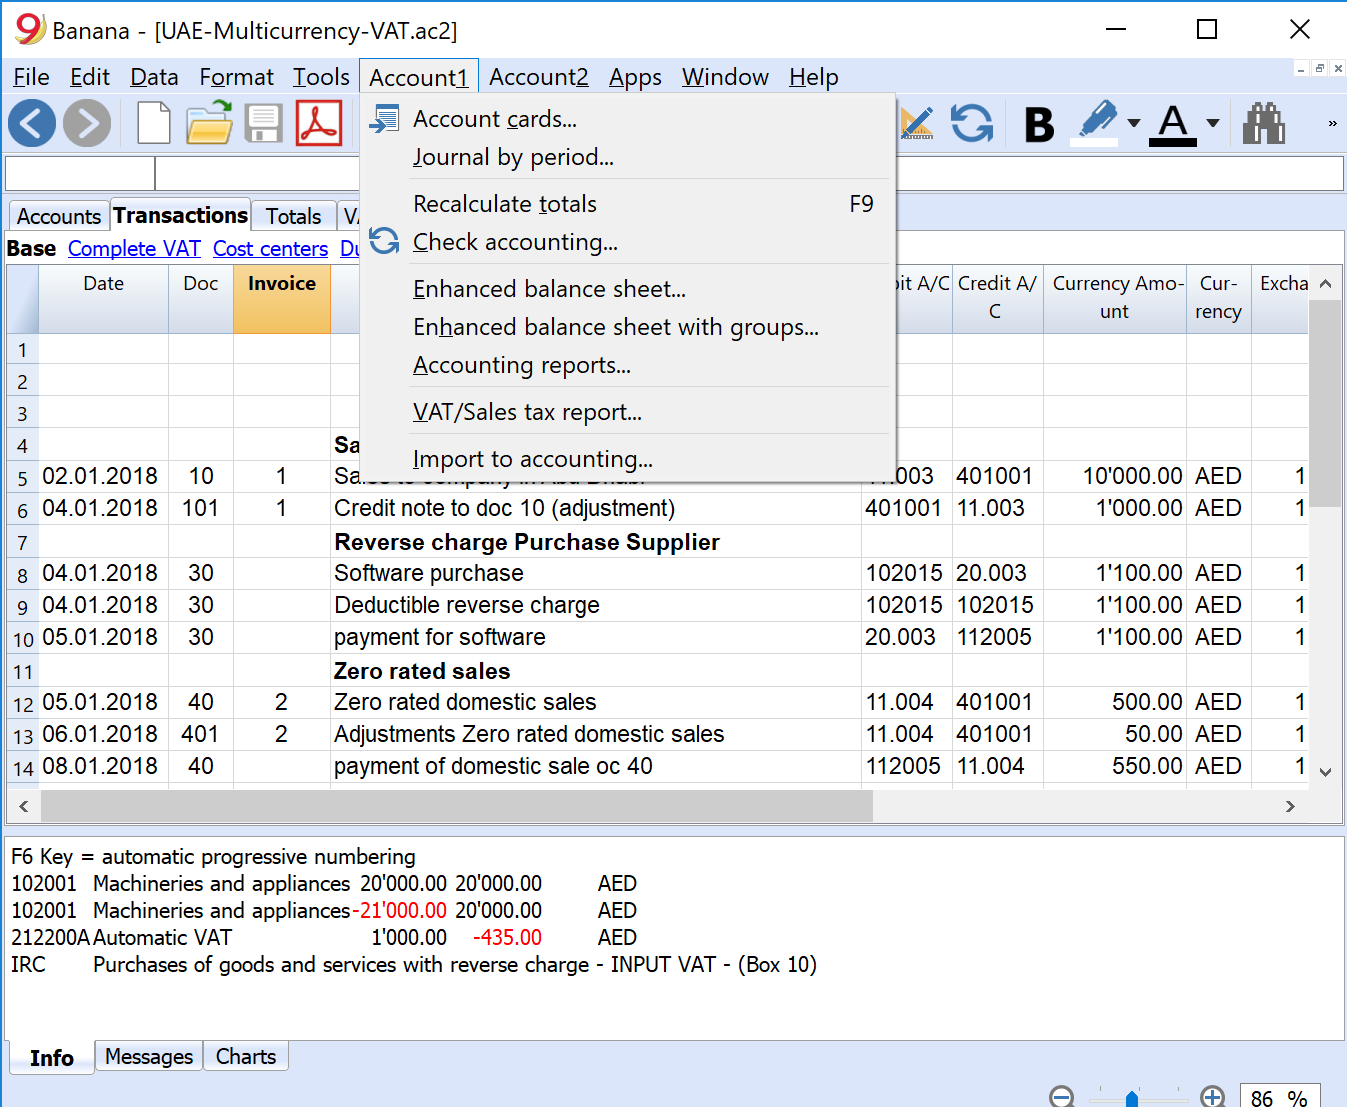 Banana - [UAE-Multicurrency-VAT.ac2]
File Edit Data Format Tools Account1 Account2 Apps Window Help
Account cards...
Journal by period...
Recalculate totals F9
Check accounting...
Enhanced balance sheet...
Enhanced balance sheet with groups...
Accounting reports...
VAT/Sales tax report...
Import to accounting...
B A »
Accounts Transactions Totals
Base Complete VAT Cost centers
Date Doc Invoice bit A/C Credit A/ Currency Amo- Cur- Excha
C unt rency
1
2
3
4 Sa
5 02.01.2018 10 1 Sales to company in Abu Dhabi 11.003 401001 10'000.00 AED 1
6 04.01.2018 101 1 Credit note to doc 10 (adjustment) 401001 11.003 1'000.00 AED 1
7 Reverse charge Purchase Supplier
8 04.01.2018 30 Software purchase 102015 20.003 1'100.00 AED 1
9 04.01.2018 30 Deductible reverse charge 102015 102015 1'100.00 AED 1
10 05.01.2018 30 payment for software 20.003 112005 1'100.00 AED 1
11 Zero rated sales
12 05.01.2018 40 2 Zero rated domestic sales 11.004 401001 500.00 AED 1
13 06.01.2018 401 2 Adjustments Zero rated domestic sales 11.004 401001 50.00 AED 1
14 08.01.2018 40 payment of domestic sale oc 40 112005 11.004 550.00 AED 1
F6 Key = automatic progressive numbering
102001 Machineries and appliances 20'000.00 20'000.00 AED
102001 Machineries and appliances -21'000.00 20'000.00 AED
212200A Automatic VAT 1'000.00 -435.00 AED
IRC Purchases of goods and services with reverse charge - INPUT VAT - (Box 10)
Info Messages Charts
86 %